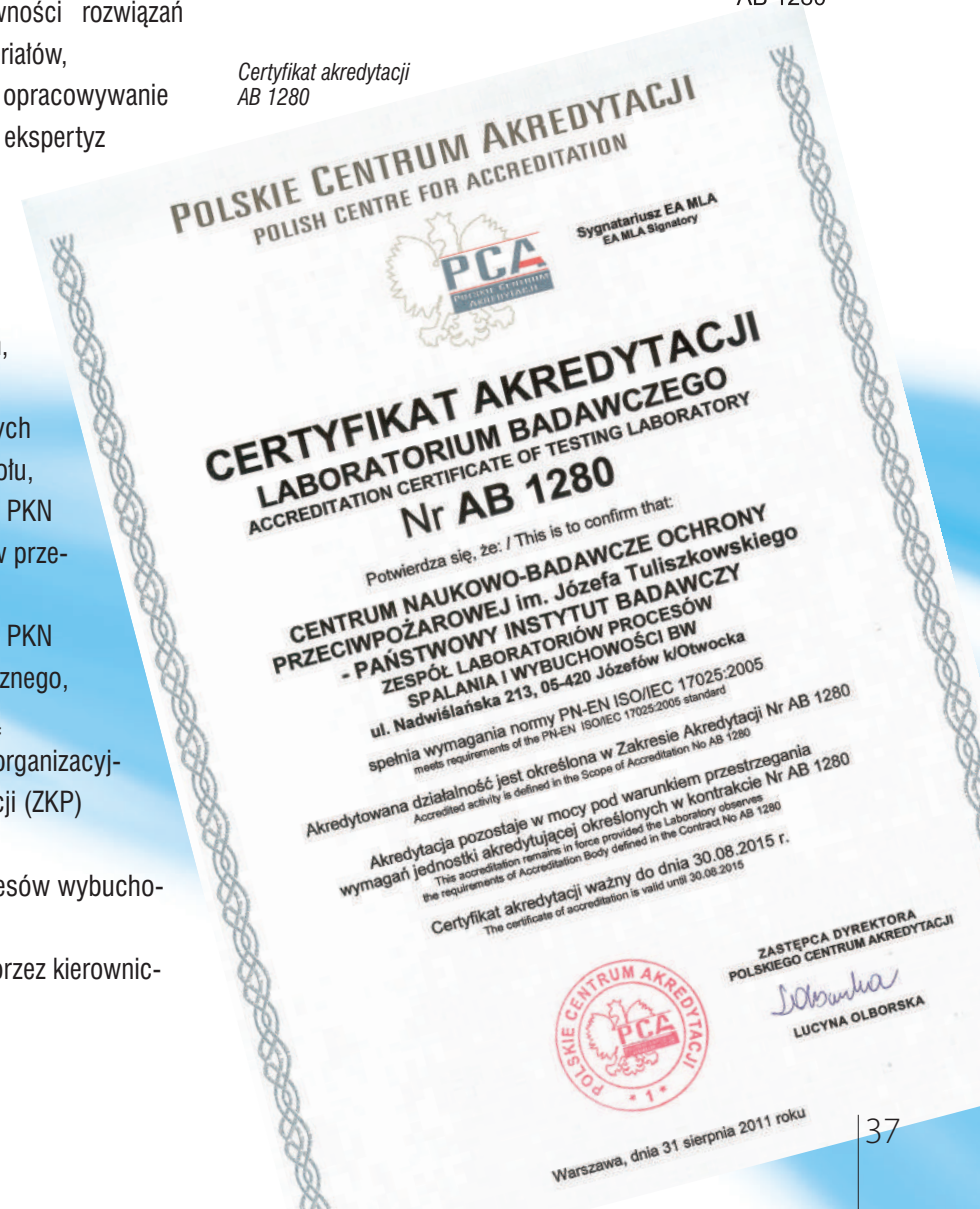 wności rozwiązań
riałów,
opracowywanie
ekspertyz
ych
ołu,
PKN
w prze-
PKN
znego,
organizacyj-
cji (ZKP)
esów wybucho-
przez kierownic-
AB 1280
Certyfikat akredytacji
AB 1280
POLSKIE CENTRUM AKREDYTACJI
POLISH CENTRE FOR ACCREDITATION
Sygnatariusz EA MLA
EA MLA Signatory
PCA
POLSKIE CENTRUM
AKREDYTACJI
CERTYFIKAT AKREDYTACJI
LABORATORIUM BADAWCZEGO
ACCREDITATION CERTIFICATE OF TESTING LABORATORY
Nr AB 1280
Potwierdza się, że: / This is to confirm that:
CENTRUM NAUKOWO-BADAWCZE OCHRONY
PRZECIWPOŻAROWEJ im. Józefa Tuliszkowskiego
- PAŃSTWOWY INSTYTUT BADAWCZY
ZESPÓŁ LABORATORIÓW PROCESÓW
SPALANIA I WYBUCHOWOŚCI BW
ul. Nadwiślańska 213, 05-420 Józefów k/Otwocka
spełnia wymagania normy PN-EN ISO/IEC 17025:2005
meets requirements of the PN-EN ISO/IEC 17025:2005 standard
Akredytowana działalność jest określona w Zakresie Akredytacji Nr AB 1280
Accredited activity is defined in the Scope of Accreditation No AB 1280
Akredytacja pozostaje w mocy pod warunkiem przestrzegania
wymagań jednostki akredytującej określonych w kontrakcie Nr AB 1280
This accreditation remains in force provided the Laboratory observes
the requirements of Accreditation Body defined in the Contract No AB 1280
Certyfikat akredytacji ważny do dnia 30.08.2015 r.
The certificate of accreditation is valid until 30.08.2015
ZASTĘPCA DYREKTORA
POLSKIEGO CENTRUM AKREDYTACJI
LUCYNA OLBORSKA
POLSKIE CENTRUM AKREDYTACJI
PCA
* 1 *
Warszawa, dnia 31 sierpnia 2011 roku
37